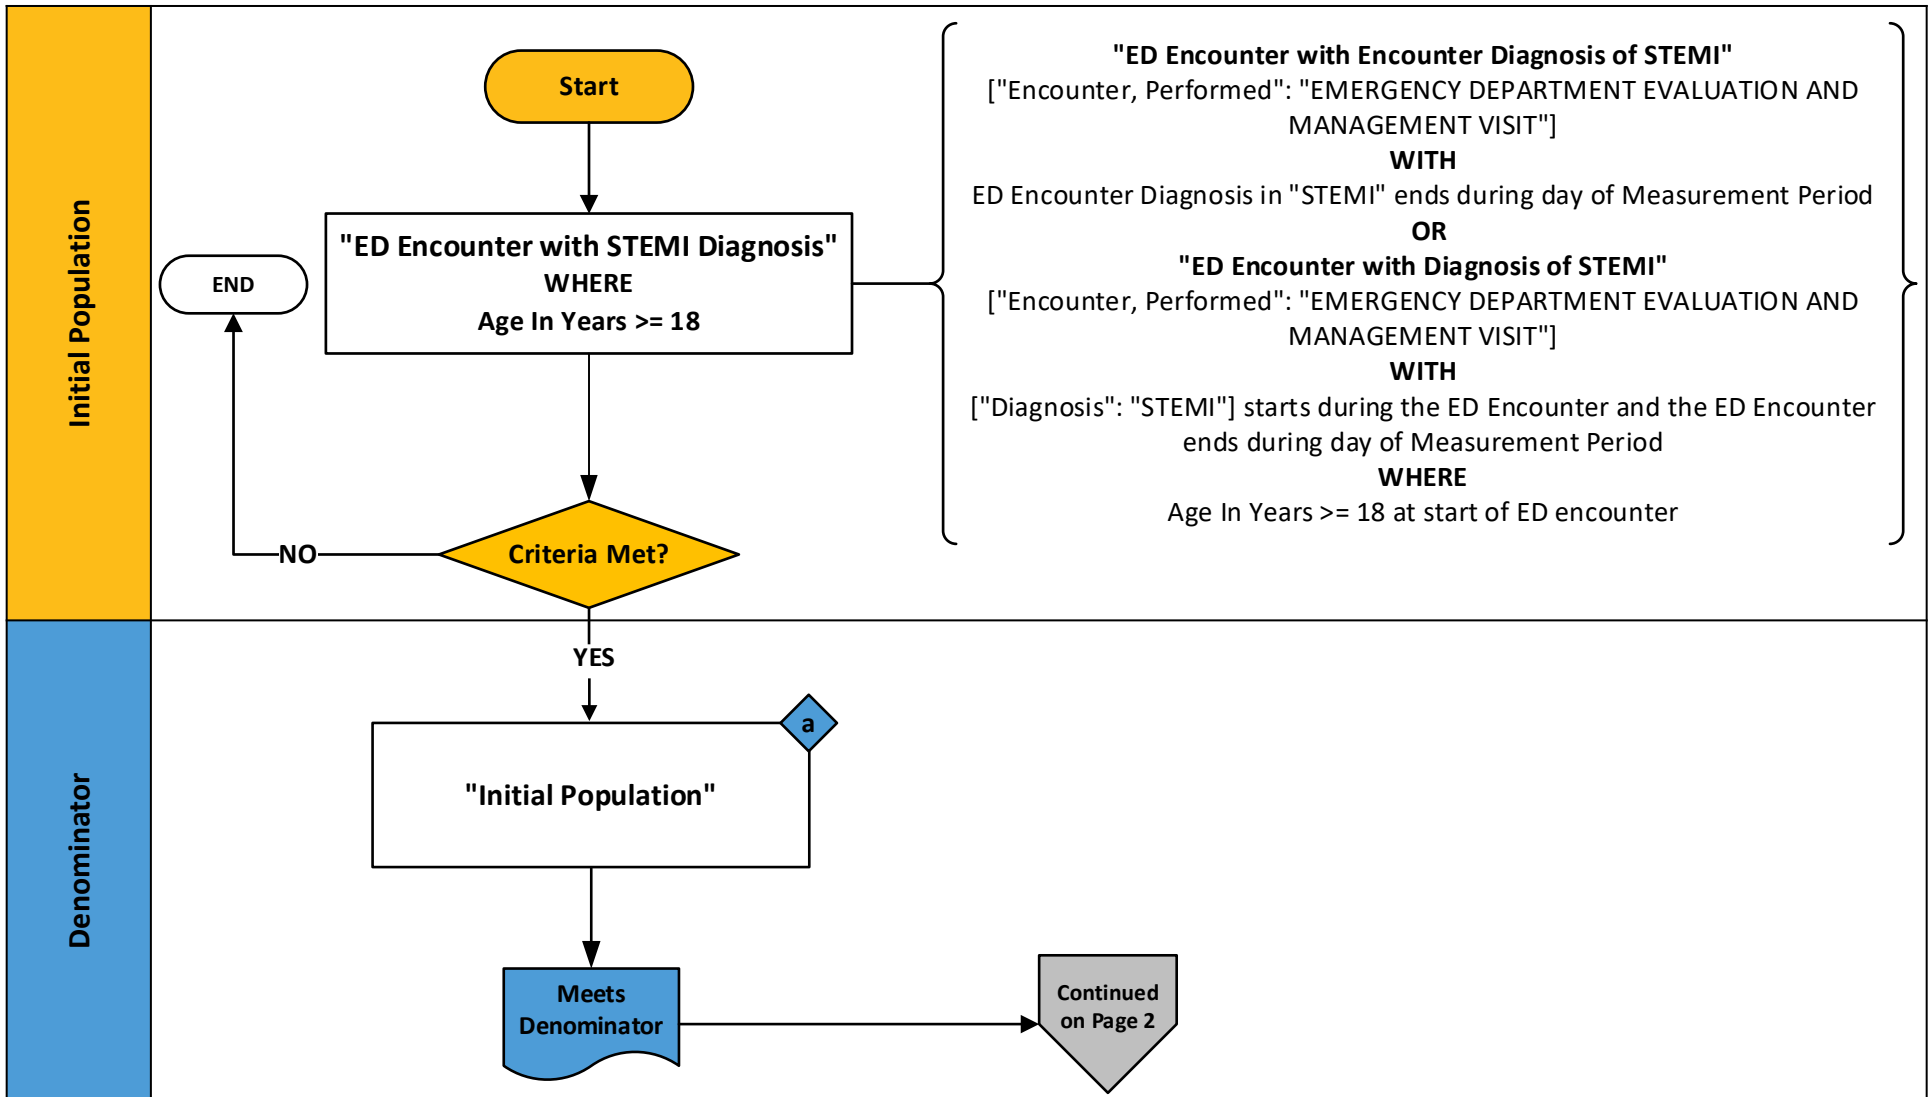 Initial Population
Start
"ED Encounter with STEMI Diagnosis"
WHERE
Age In Years >= 18
END
"ED Encounter with Encounter Diagnosis of STEMI"
["Encounter, Performed": "EMERGENCY DEPARTMENT EVALUATION AND
MANAGEMENT VISIT"]
WITH
ED Encounter Diagnosis in "STEMI" ends during day of Measurement Period
OR
"ED Encounter with Diagnosis of STEMI"
["Encounter, Performed": "EMERGENCY DEPARTMENT EVALUATION AND
MANAGEMENT VISIT"]
WITH
["Diagnosis": "STEMI"] starts during the ED Encounter and the ED Encounter
ends during day of Measurement Period
WHERE
Age In Years >= 18 at start of ED encounter
NO
Criteria Met?
Denominator
YES
a
"Initial Population"
Meets
Denominator
Continued
on Page 2